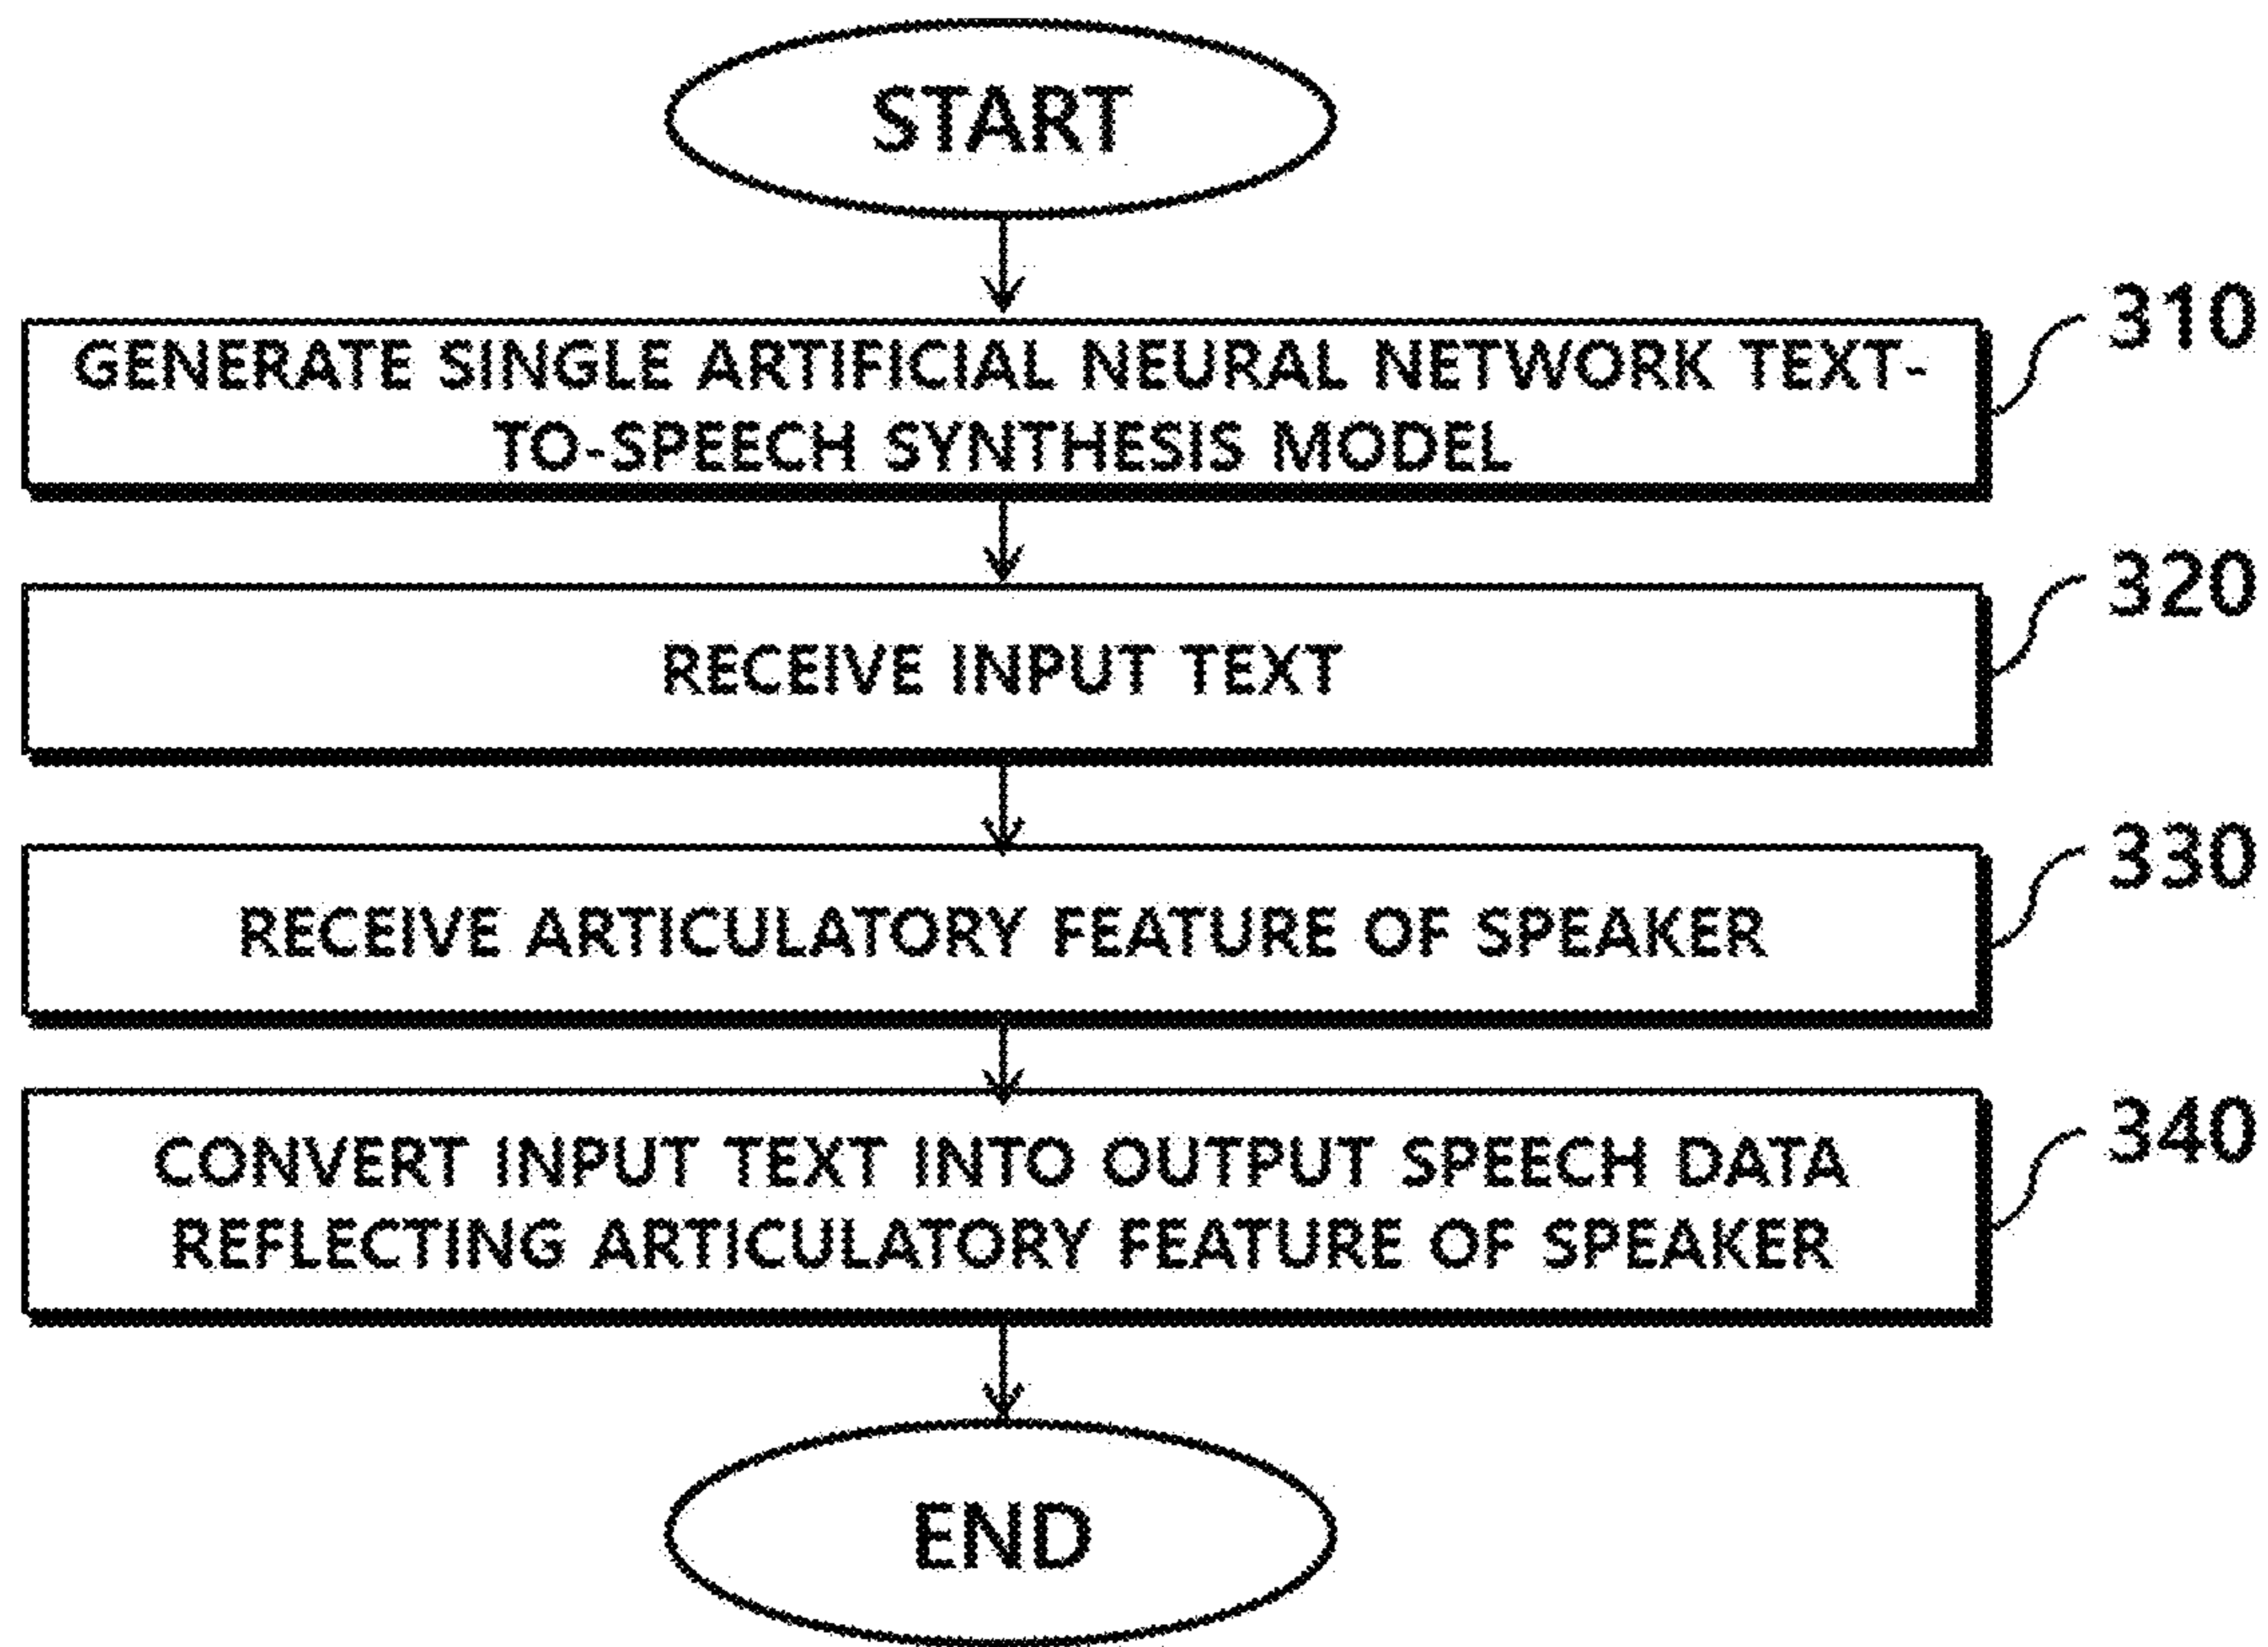 START
310
GENERATE SINGLE ARTIFICIAL NEURAL NETWORK TEXT-
TO-SPEECH SYNTHESIS MODEL
320
RECEIVE INPUT TEXT
330
RECEIVE ARTICULATORY FEATURE OF SPEAKER
340
CONVERT INPUT TEXT INTO OUTPUT SPEECH DATA
REFLECTING ARTICULATORY FEATURE OF SPEAKER
END